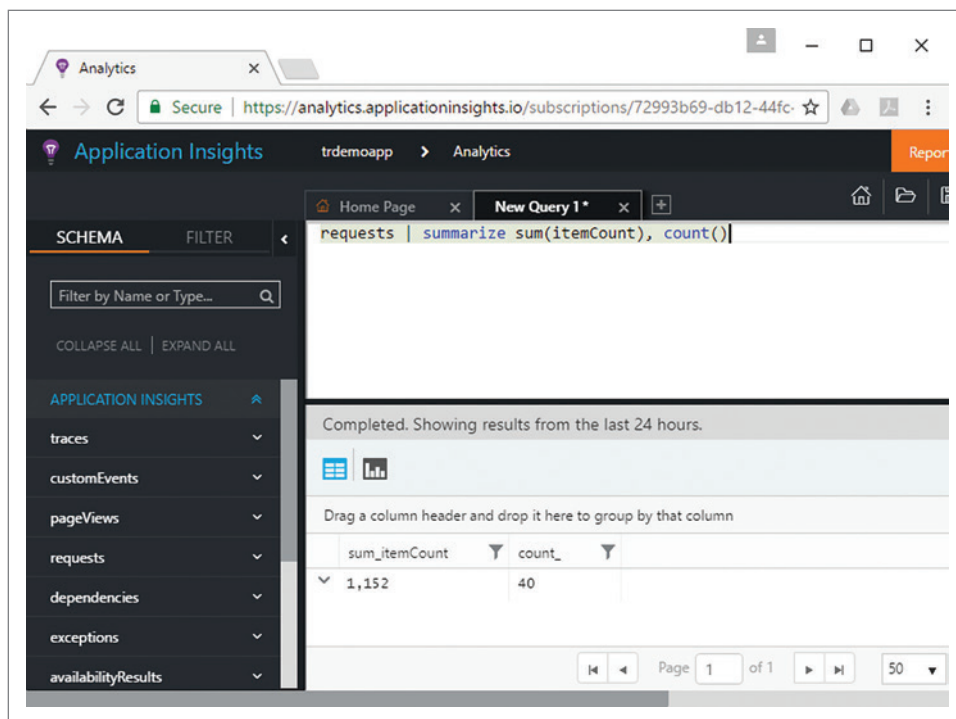 Analytics
Secure | https://analytics.applicationinsights.io/subscriptions/72993b69-db12-44fc-
Application Insights
trdemoapp > Analytics
Repor
Home Page
New Query 1*
SCHEMA
FILTER
requests | summarize sum(itemCount), count()
Filter by Name or Type...
COLLAPSE ALL | EXPAND ALL
APPLICATION INSIGHTS
traces
customEvents
pageViews
requests
dependencies
exceptions
availabilityResults
Completed. Showing results from the last 24 hours.
Drag a column header and drop it here to group by that column
sum_itemCount count_
1,152 40
Page 1 of 1 50